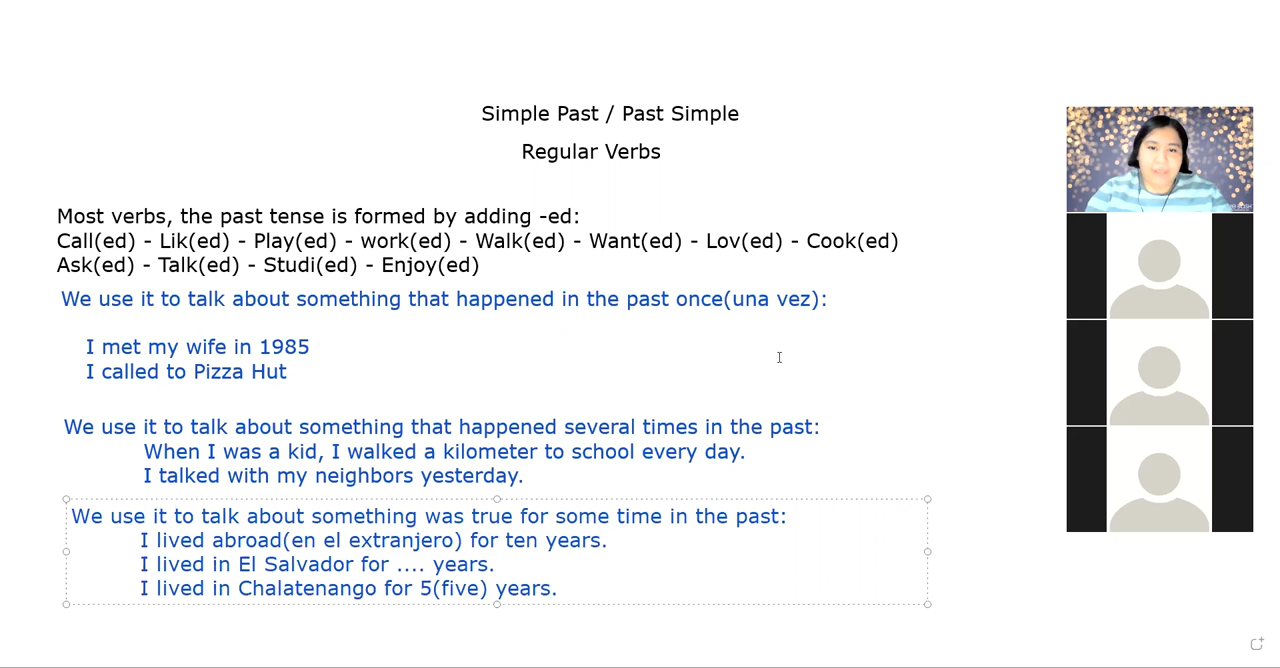 Simple Past / Past Simple
Regular Verbs
Most verbs, the past tense is formed by adding -ed:
Call(ed) - Lik(ed) - Play(ed) - work(ed) - Walk(ed) - Want(ed) - Lov(ed) - Cook(ed)
Ask(ed) - Talk(ed) - Studi(ed) - Enjoy(ed)
We use it to talk about something that happened in the past once(una vez):
I met my wife in 1985
I called to Pizza Hut
We use it to talk about something that happened several times in the past:
When I was a kid, I walked a kilometer to school every day.
I talked with my neighbors yesterday.
We use it to talk about something was true for some time in the past:
I lived abroad(en el extranjero) for ten years.
I lived in El Salvador for .... years.
I lived in Chalatenango for 5(five) years.